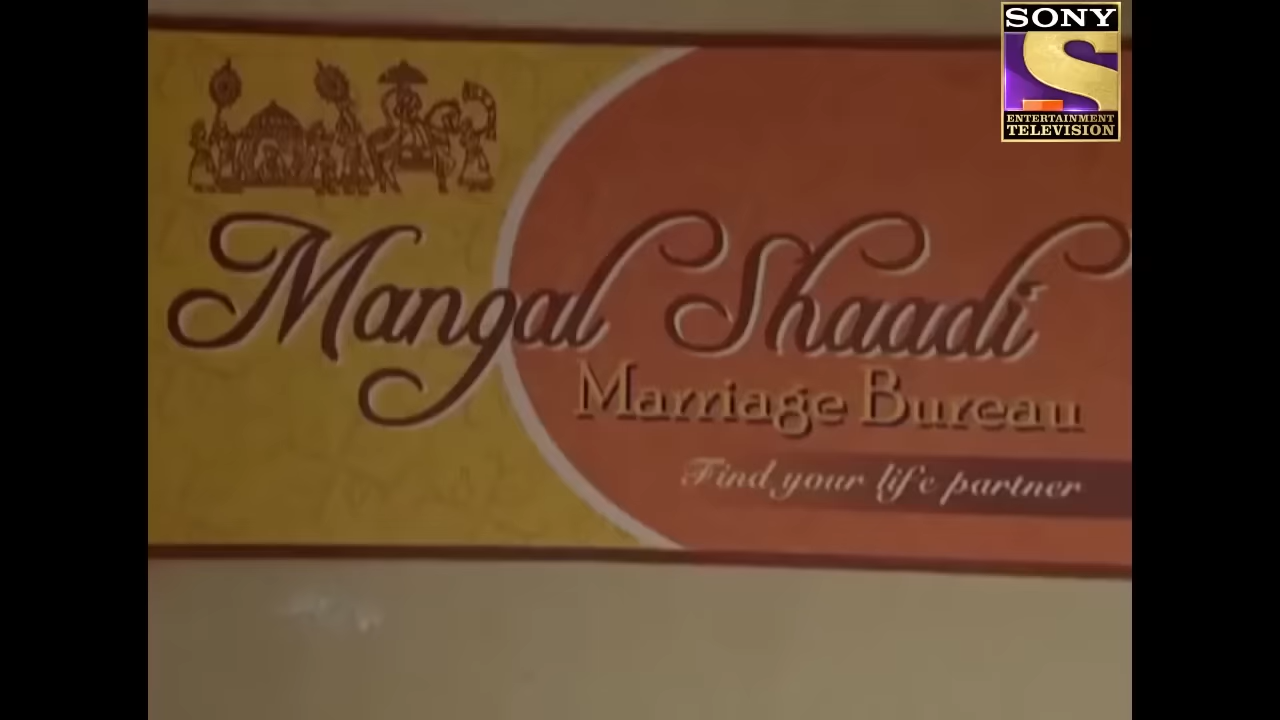 SONY
ENTERTAINMENT
TELEVISION
Mangal Shaadi
Marriage Bureau
Find your life partner